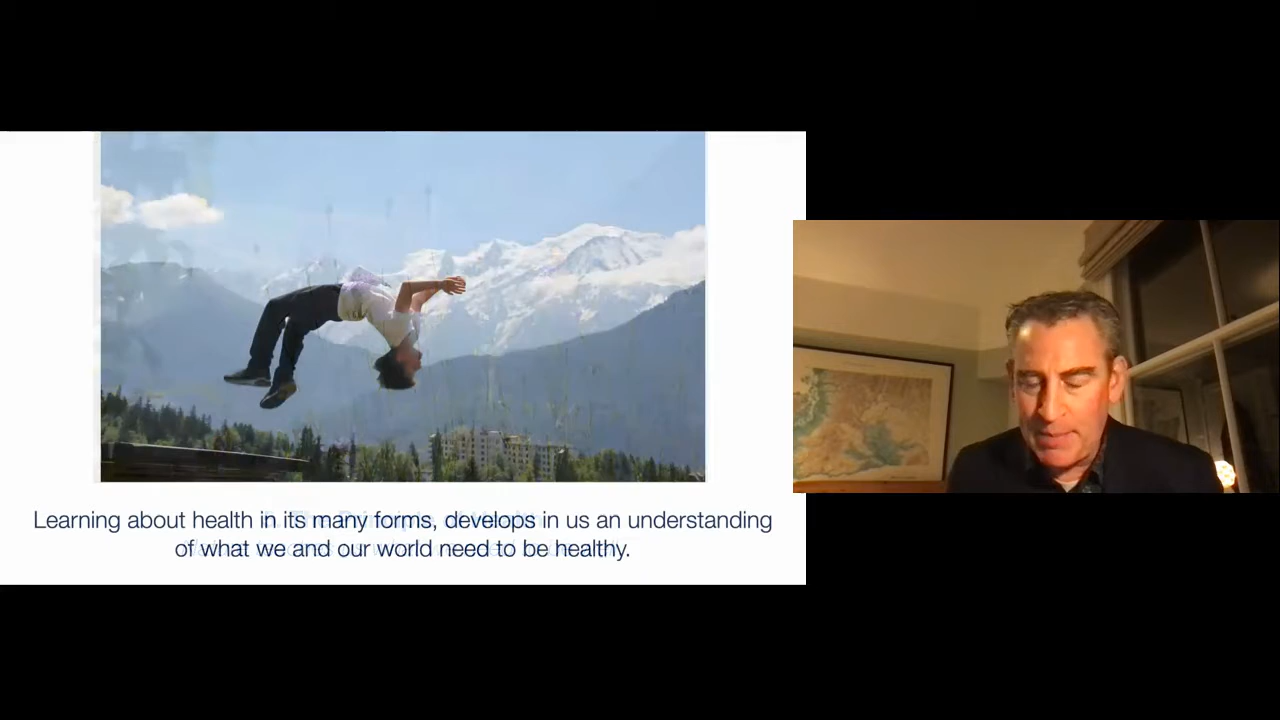 Learning about health in its many forms, develops in us an understanding
of what we and our world need to be healthy.